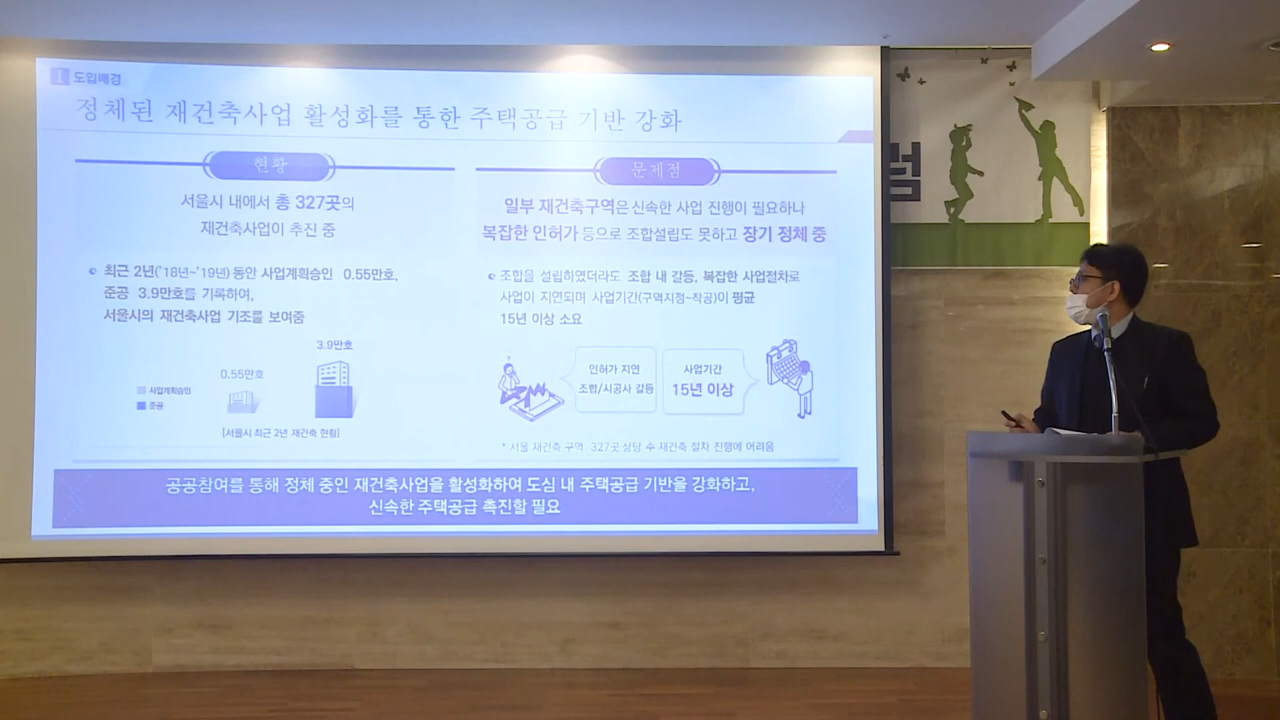 1 도입배경
정체된 재건축사업 활성화를 통한 주택공급 기반 강화
현황
서울시 내에서 총 327곳의
재건축사업이 추진 중
최근 2년('18년~'19년) 동안 사업계획승인 0.55만호,
준공 3.9만호를 기록하여,
서울시의 재건축사업 기조를 보여줌
3.9만호
0.55만호
사업계획승인
준공
[서울시 최근 2년 재건축 현황]
문제점
일부 재건축구역은 신속한 사업 진행이 필요하나
복잡한 인허가 등으로 조합설립도 못하고 장기 정체 중
조합을 설립하였더라도 조합 내 갈등, 복잡한 사업절차로
사업이 지연되며 사업기간(구역지정~착공)이 평균
15년 이상 소요
인허가 지연
조합/시공사 갈등
사업기간
15년 이상
* 서울 재건축 구역 327곳 상당 수 재건축 절차 진행에 어려움
공공참여를 통해 정체 중인 재건축사업을 활성화하여 도심 내 주택공급 기반을 강화하고,
신속한 주택공급 촉진할 필요
럼